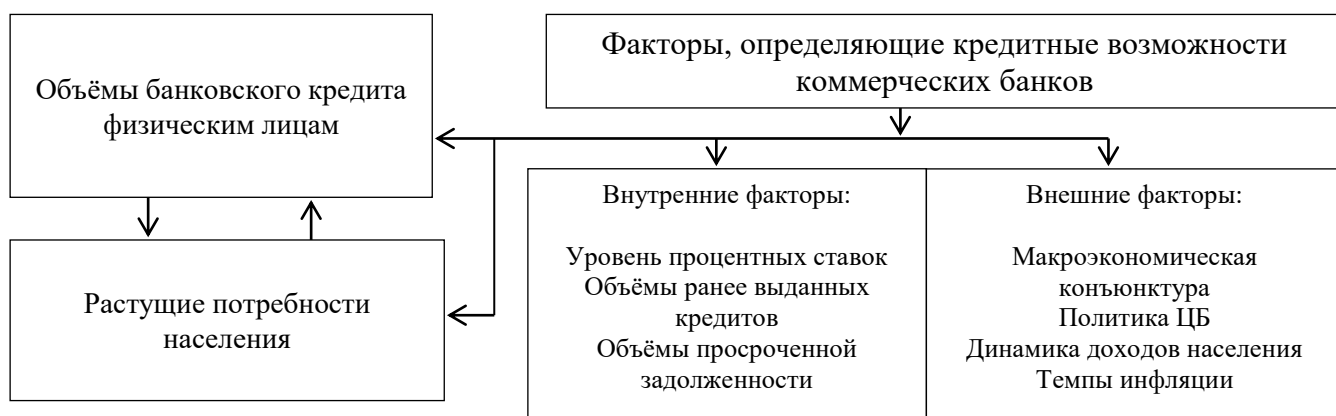 Объёмы банковского кредита
физическим лицам
Факторы, определяющие кредитные возможности
коммерческих банков
Растущие потребности
населения
Внутренние факторы:
Уровень процентных ставок
Объёмы ранее выданных
кредитов
Объёмы просроченной
задолженности
Внешние факторы:
Макроэкономическая
конъюнктура
Политика ЦБ
Динамика доходов населения
Темпы инфляции